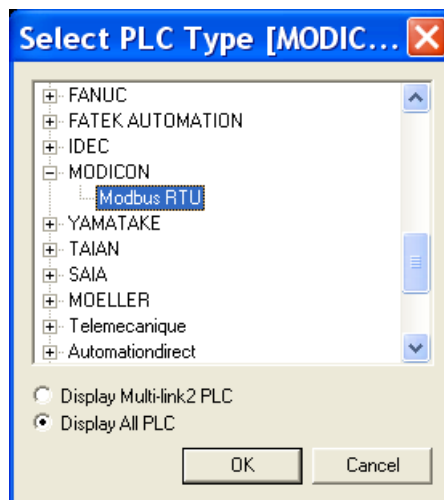 Select PLC Type [MODIC...
FANUC
FATEK AUTOMATION
IDEC
MODICON
Modbus RTU
YAMATAKE
TAIAN
SAIA
MOELLER
Telemecanique
Automationdirect
Display Multi-link2 PLC
Display All PLC
OK Cancel